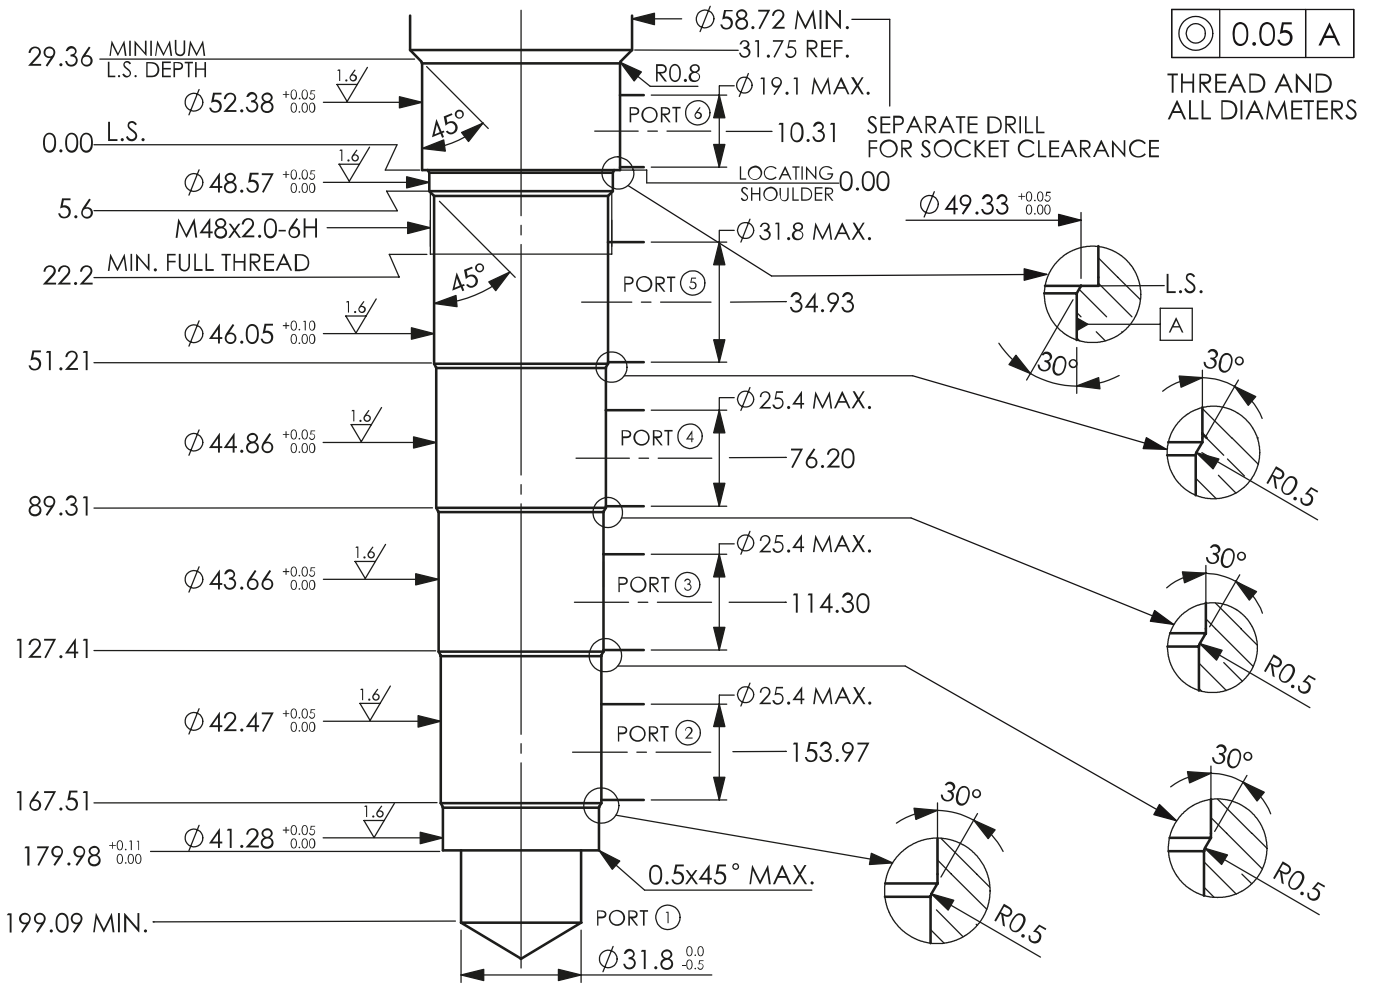 Ø58.72 MIN.
◎ 0.05 A
THREAD AND
ALL DIAMETERS
29.36 MINIMUM
L.S. DEPTH
31.75 REF.
R0.8
1.6
Ø52.38 +0.05 0.00
45°
Ø19.1 MAX.
PORT 6
10.31
SEPARATE DRILL
FOR SOCKET CLEARANCE
0.00 L.S.
1.6
Ø48.57 +0.05 0.00
LOCATING
SHOULDER
0.00
5.6
Ø49.33 +0.05 0.00
M48x2.0-6H
Ø31.8 MAX.
22.2 MIN. FULL THREAD
45°
PORT 5
34.93
L.S.
A
30°
1.6
Ø46.05 +0.10 0.00
51.21
30°
R0.5
Ø25.4 MAX.
1.6
Ø44.86 +0.05 0.00
PORT 4
76.20
89.31
Ø25.4 MAX.
30°
R0.5
1.6
Ø43.66 +0.05 0.00
PORT 3
114.30
127.41
Ø25.4 MAX.
1.6
Ø42.47 +0.05 0.00
PORT 2
153.97
30°
R0.5
167.51
30°
R0.5
1.6
Ø41.28 +0.05 0.00
179.98 +0.11 0.00
0.5x45° MAX.
199.09 MIN.
PORT 1
Ø31.8 0.0 -0.5